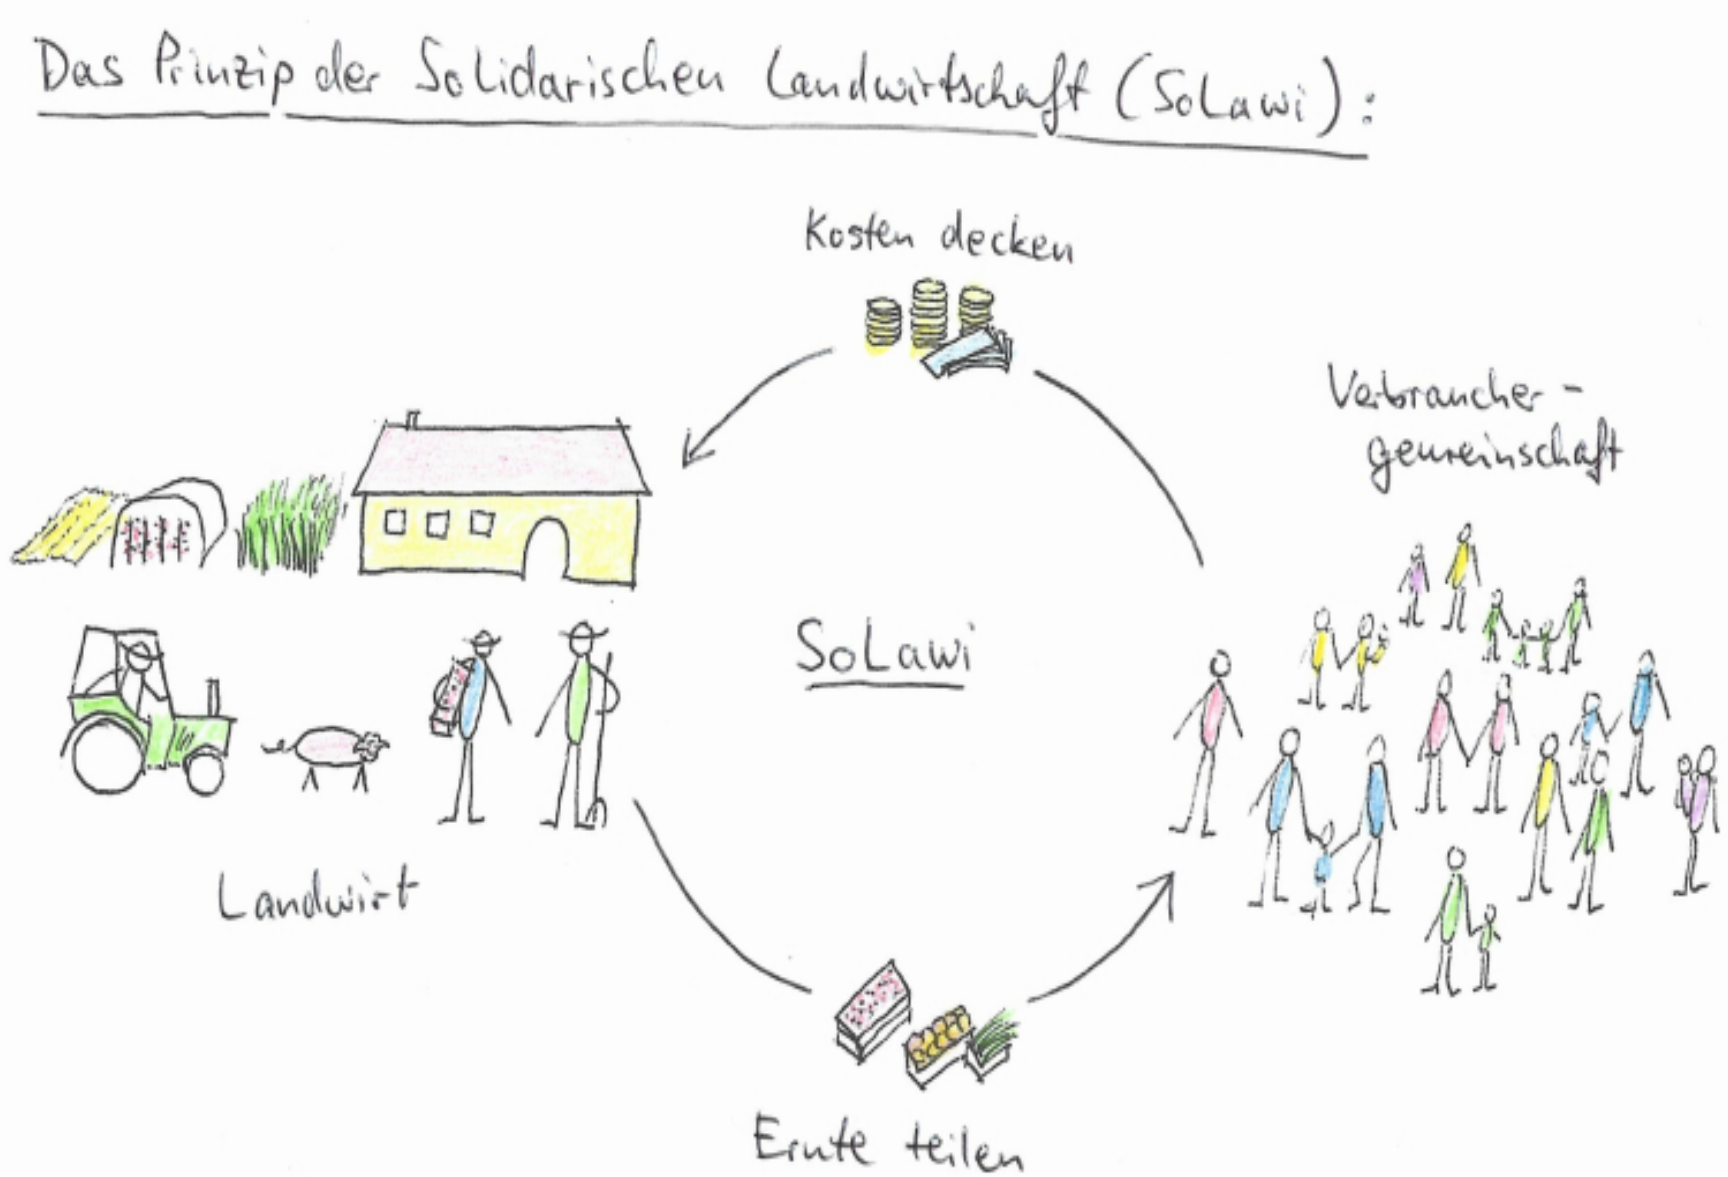 Das Prinzip der Solidarischen Landwirtschaft (SoLawi):
Kosten decken
Verbraucher-
gemeinschaft
SoLawi
Landwirt
Ernte teilen